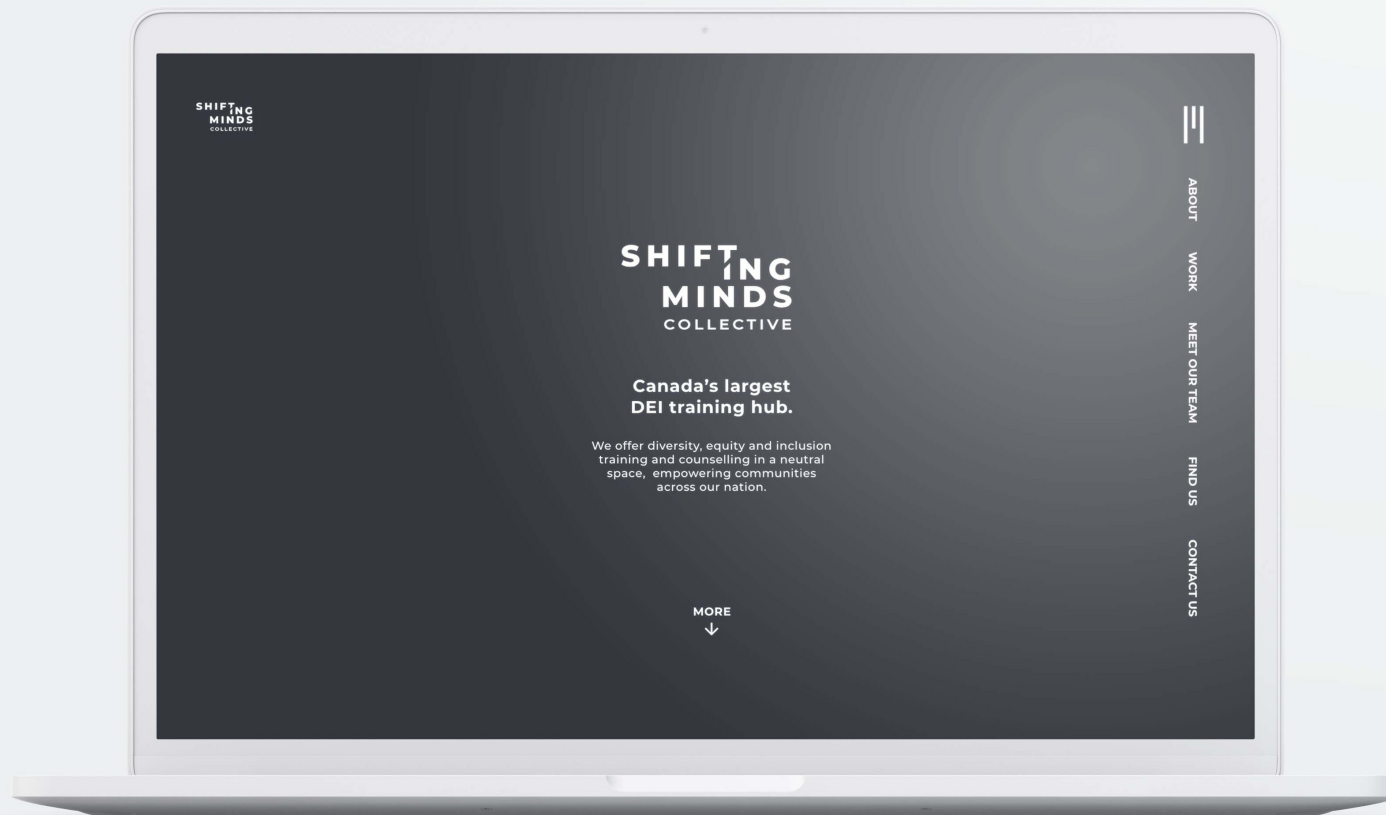 SHIFTING
MINDS
COLLECTIVE
SHIFTING
MINDS
COLLECTIVE
Canada’s largest
DEI training hub.
We offer diversity, equity and inclusion
training and counselling in a neutral
space,  empowering communities
across our nation.
MORE
ABOUT
WORK
MEET OUR TEAM
FIND US
CONTACT US